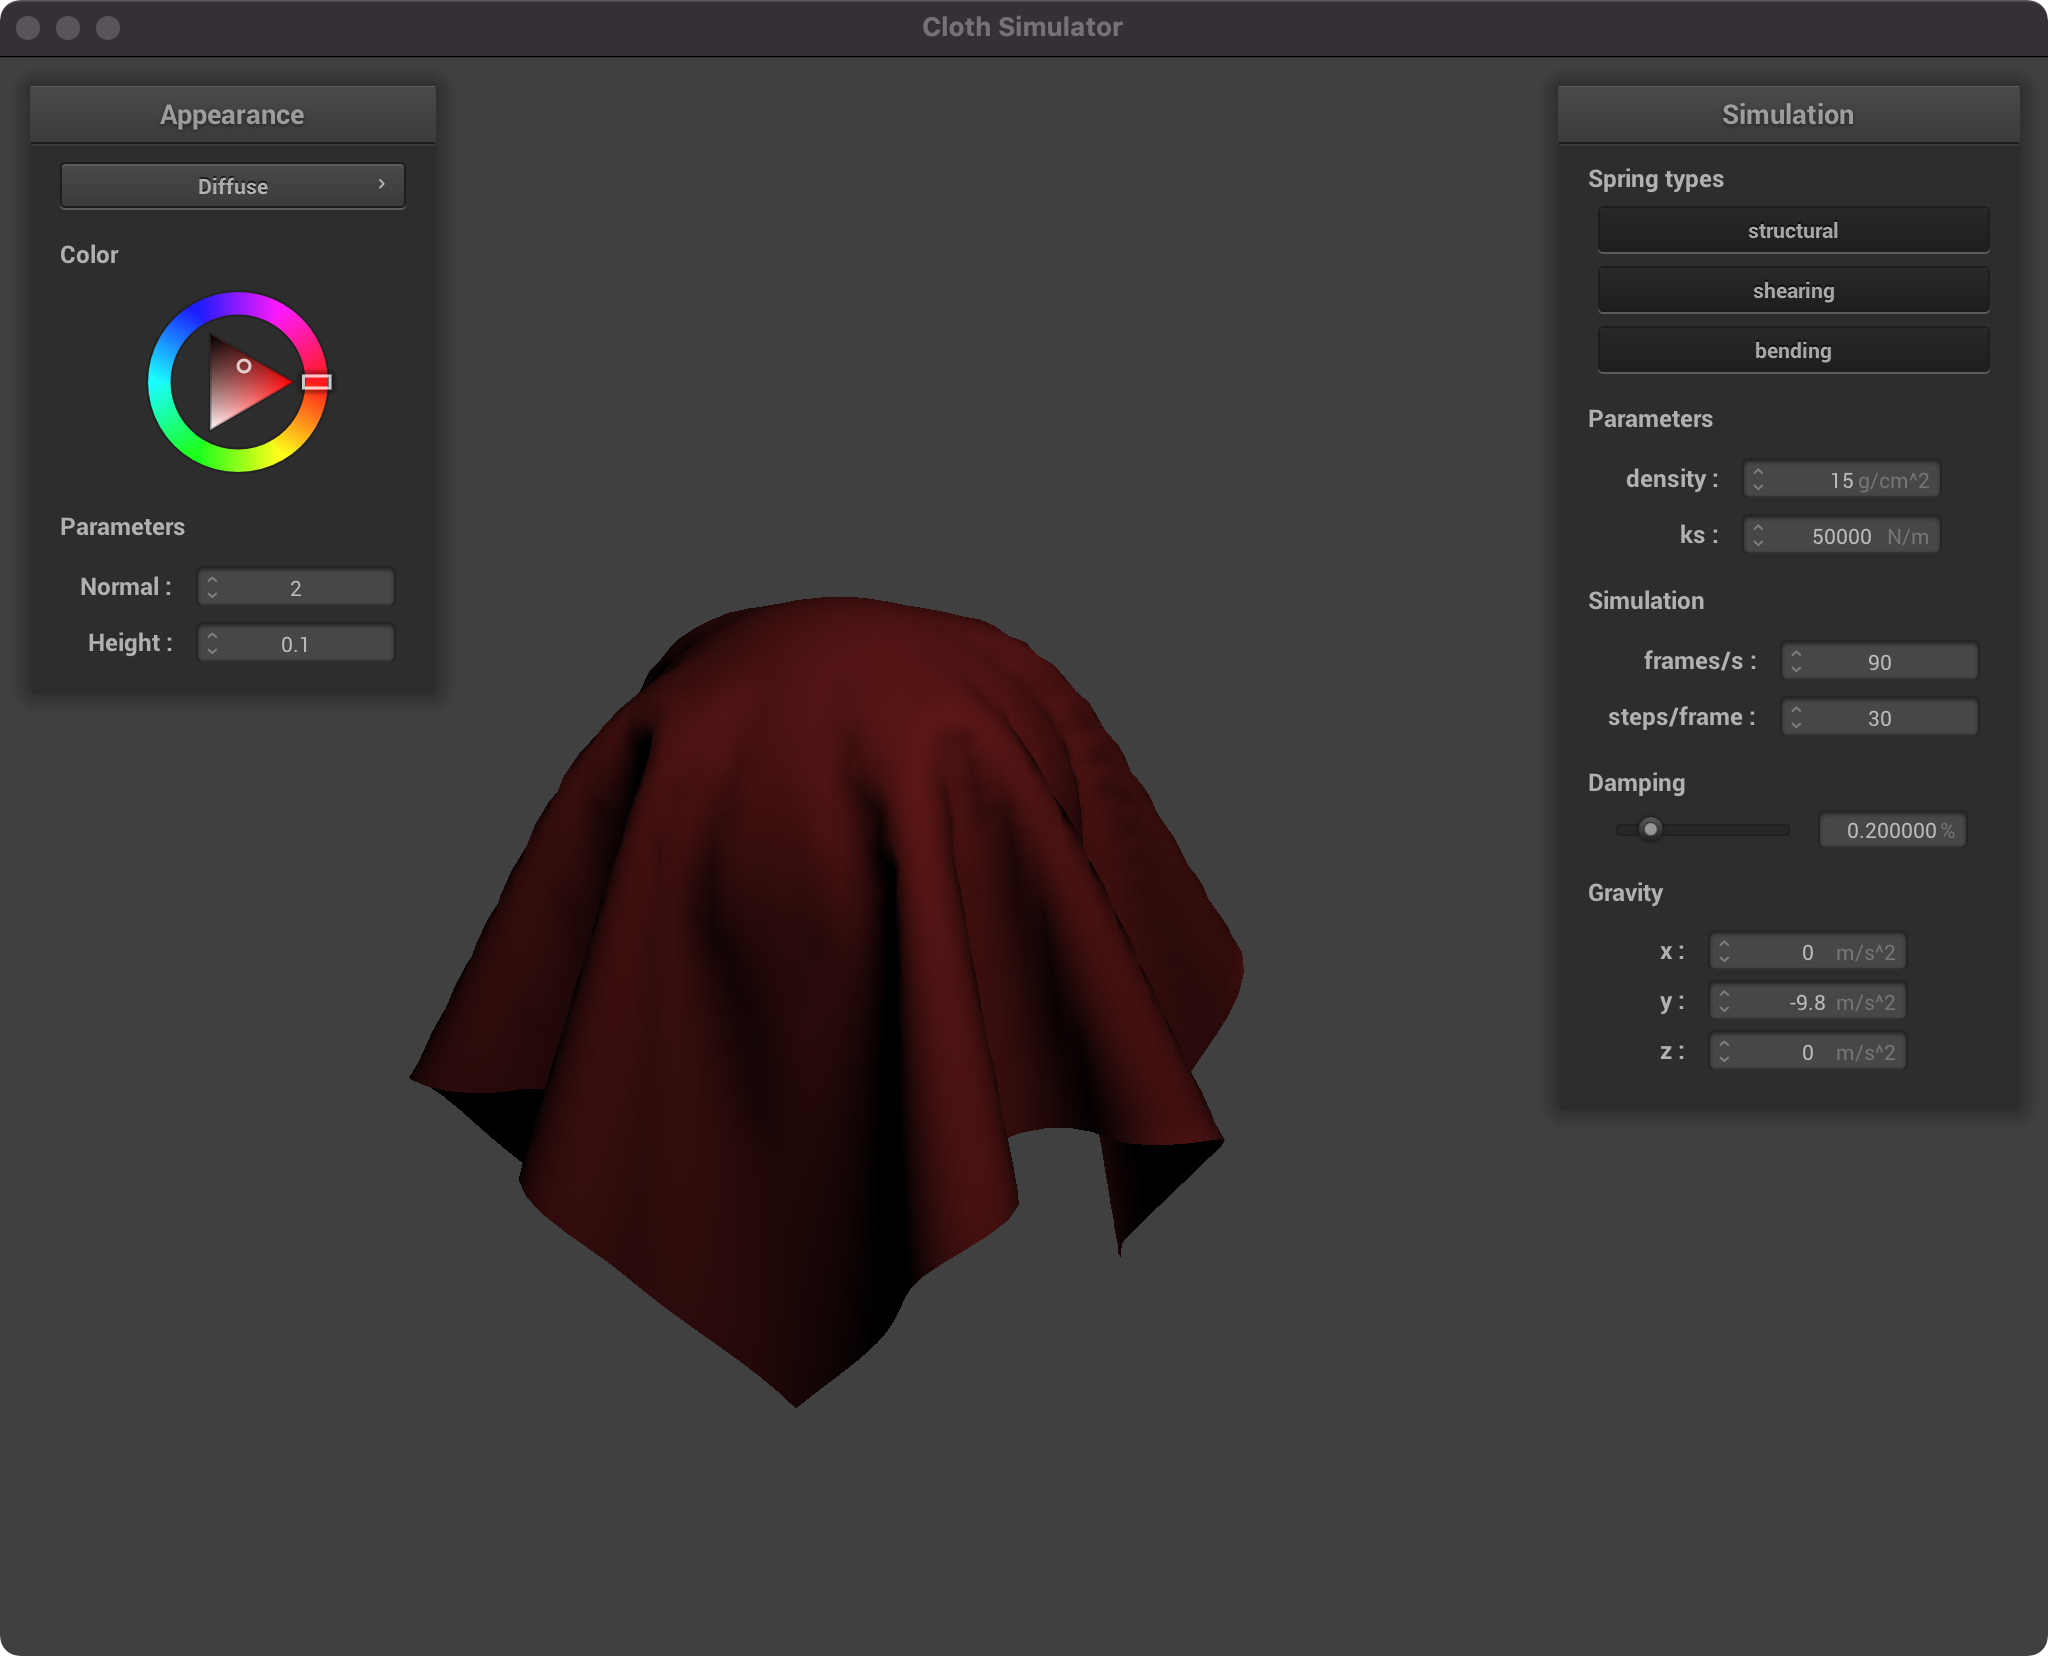 Cloth Simulator
Appearance
Diffuse
Color
Parameters
Normal : 2
Height : 0.1
Simulation
Spring types
structural
shearing
bending
Parameters
density : 15 g/cm^2
ks : 50000 N/m
Simulation
frames/s : 90
steps/frame : 30
Damping
0.200000 %
Gravity
x : 0 m/s^2
y : -9.8 m/s^2
z : 0 m/s^2